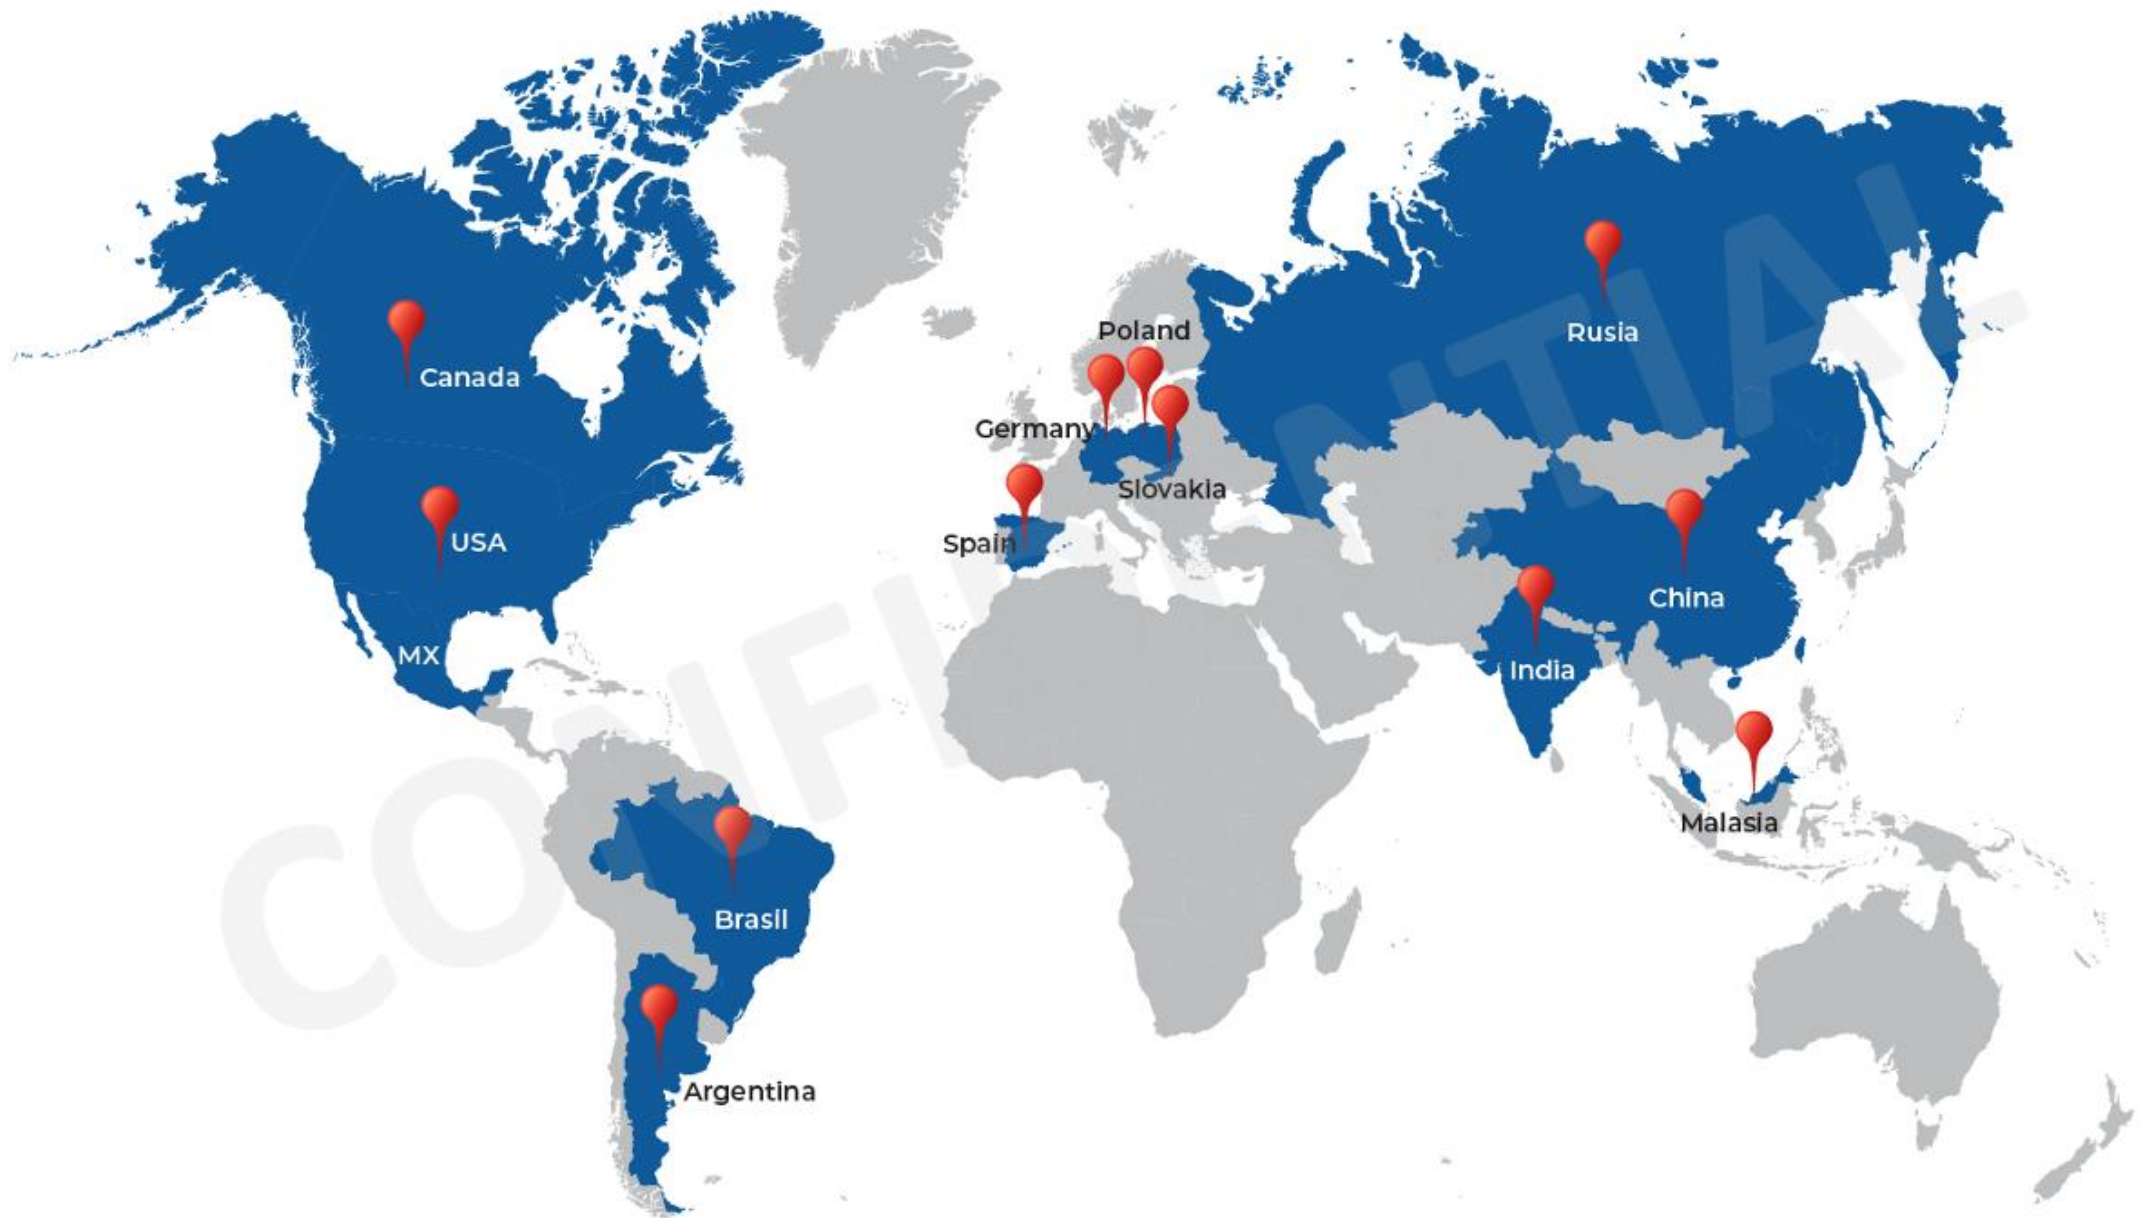 Poland
Rusia
Canada
Germany
Slovakia
Spain
USA
China
MX
India
Malasia
Brasil
Argentina
CONFIDENTIAL